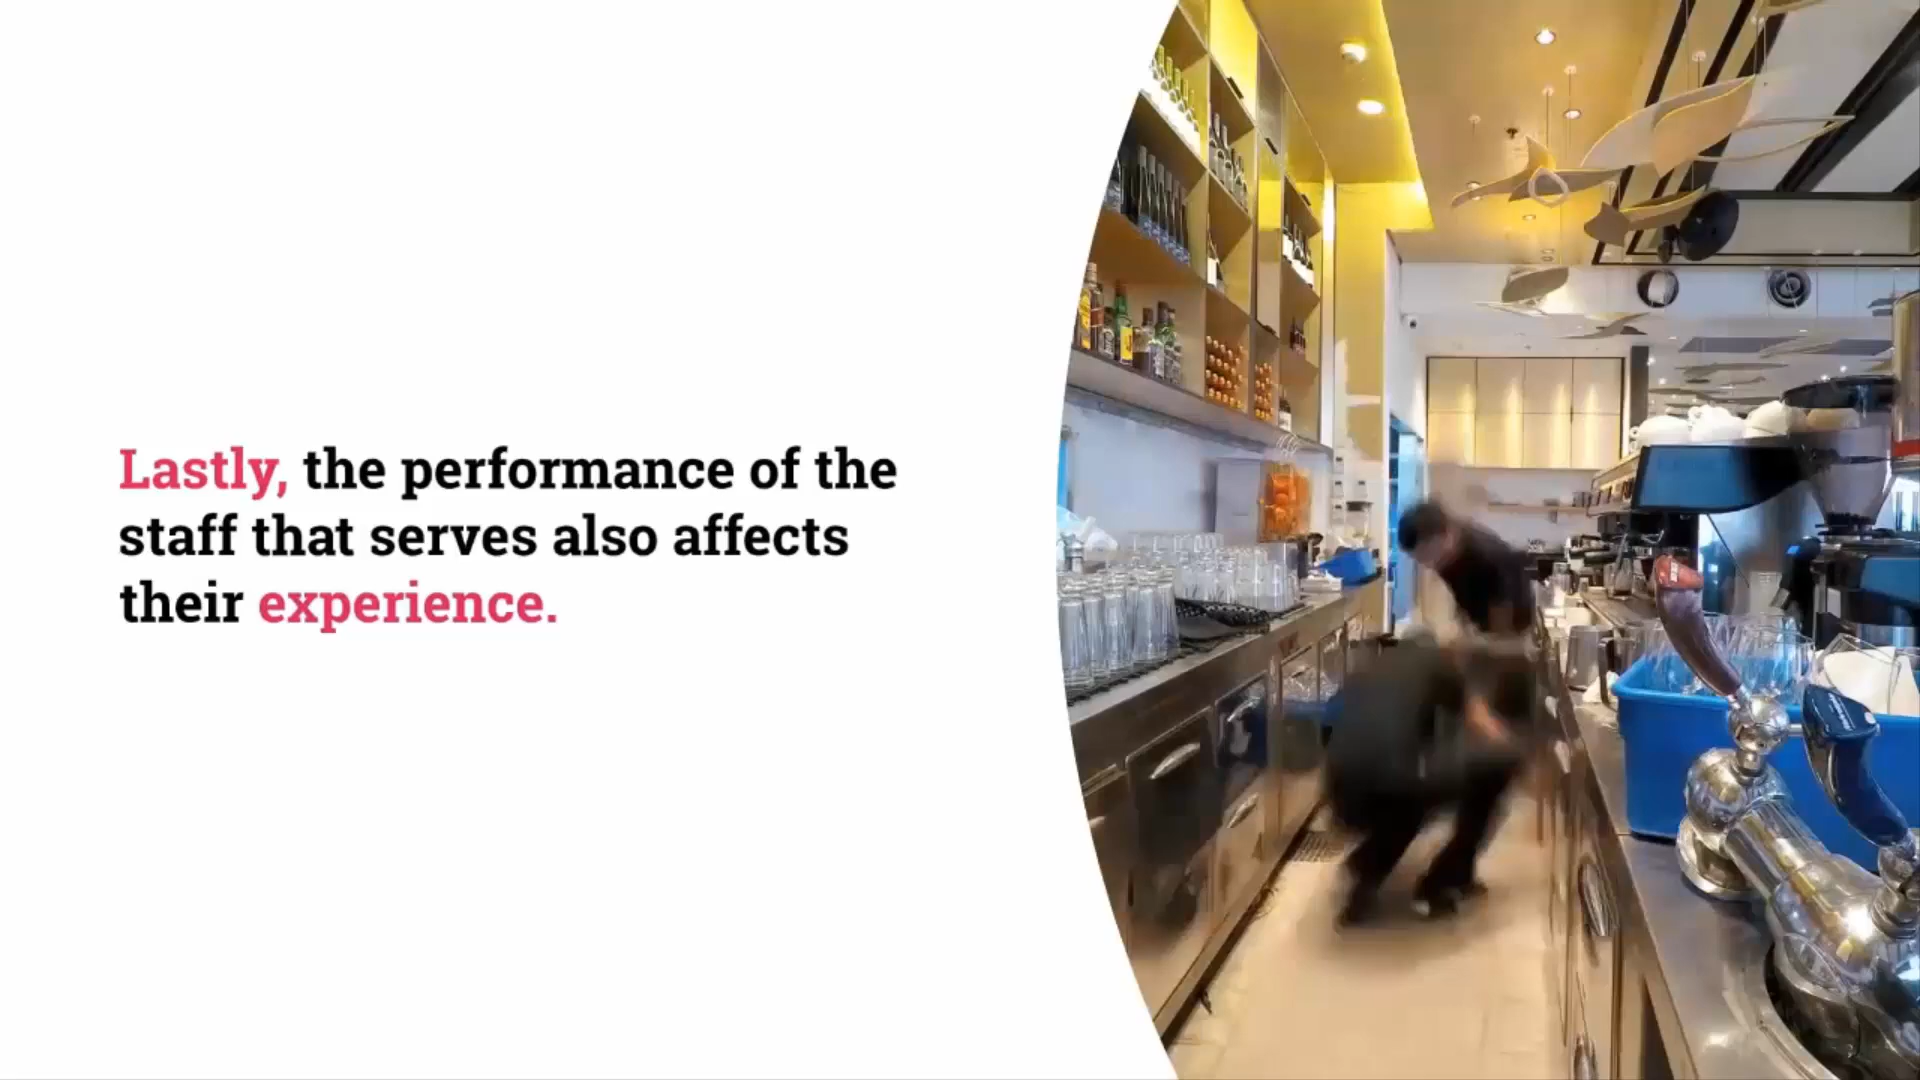 Lastly, the performance of the
staff that serves also affects
their experience.